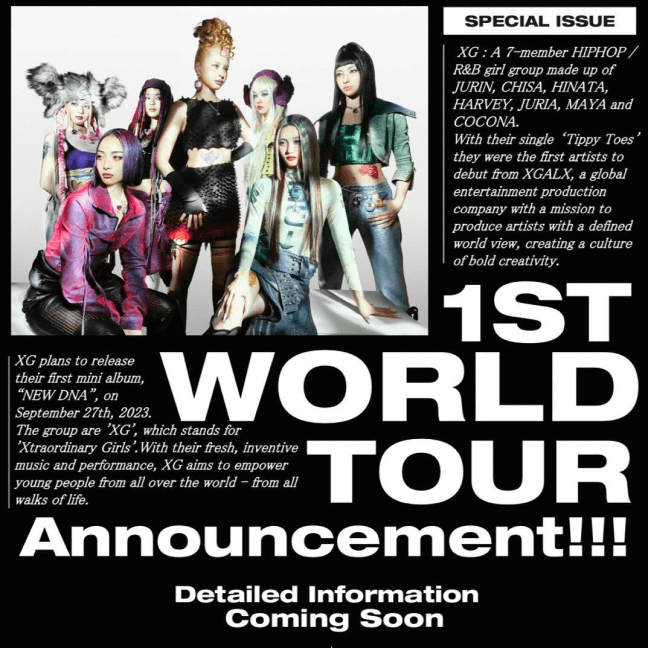 SPECIAL ISSUE
XG : A 7-member HIPHOP /
R&B girl group made up of
JURIN, CHISA, HINATA,
HARVEY, JURIA, MAYA and
COCONA.
With their single ‘Tippy Toes’
they were the first artists to
debut from XGALX, a global
entertainment production
company with a mission to
produce artists with a defined
world view, creating a culture
of bold creativity.
1ST
WORLD
TOUR
Announcement!!!
XG plans to release
their first mini album,
“NEW DNA”, on
September 27th, 2023.
The group are ’XG’, which stands for
’Xtraordinary Girls’.With their fresh, inventive
music and performance, XG aims to empower
young people from all over the world – from all
walks of life.
Detailed Information
Coming Soon